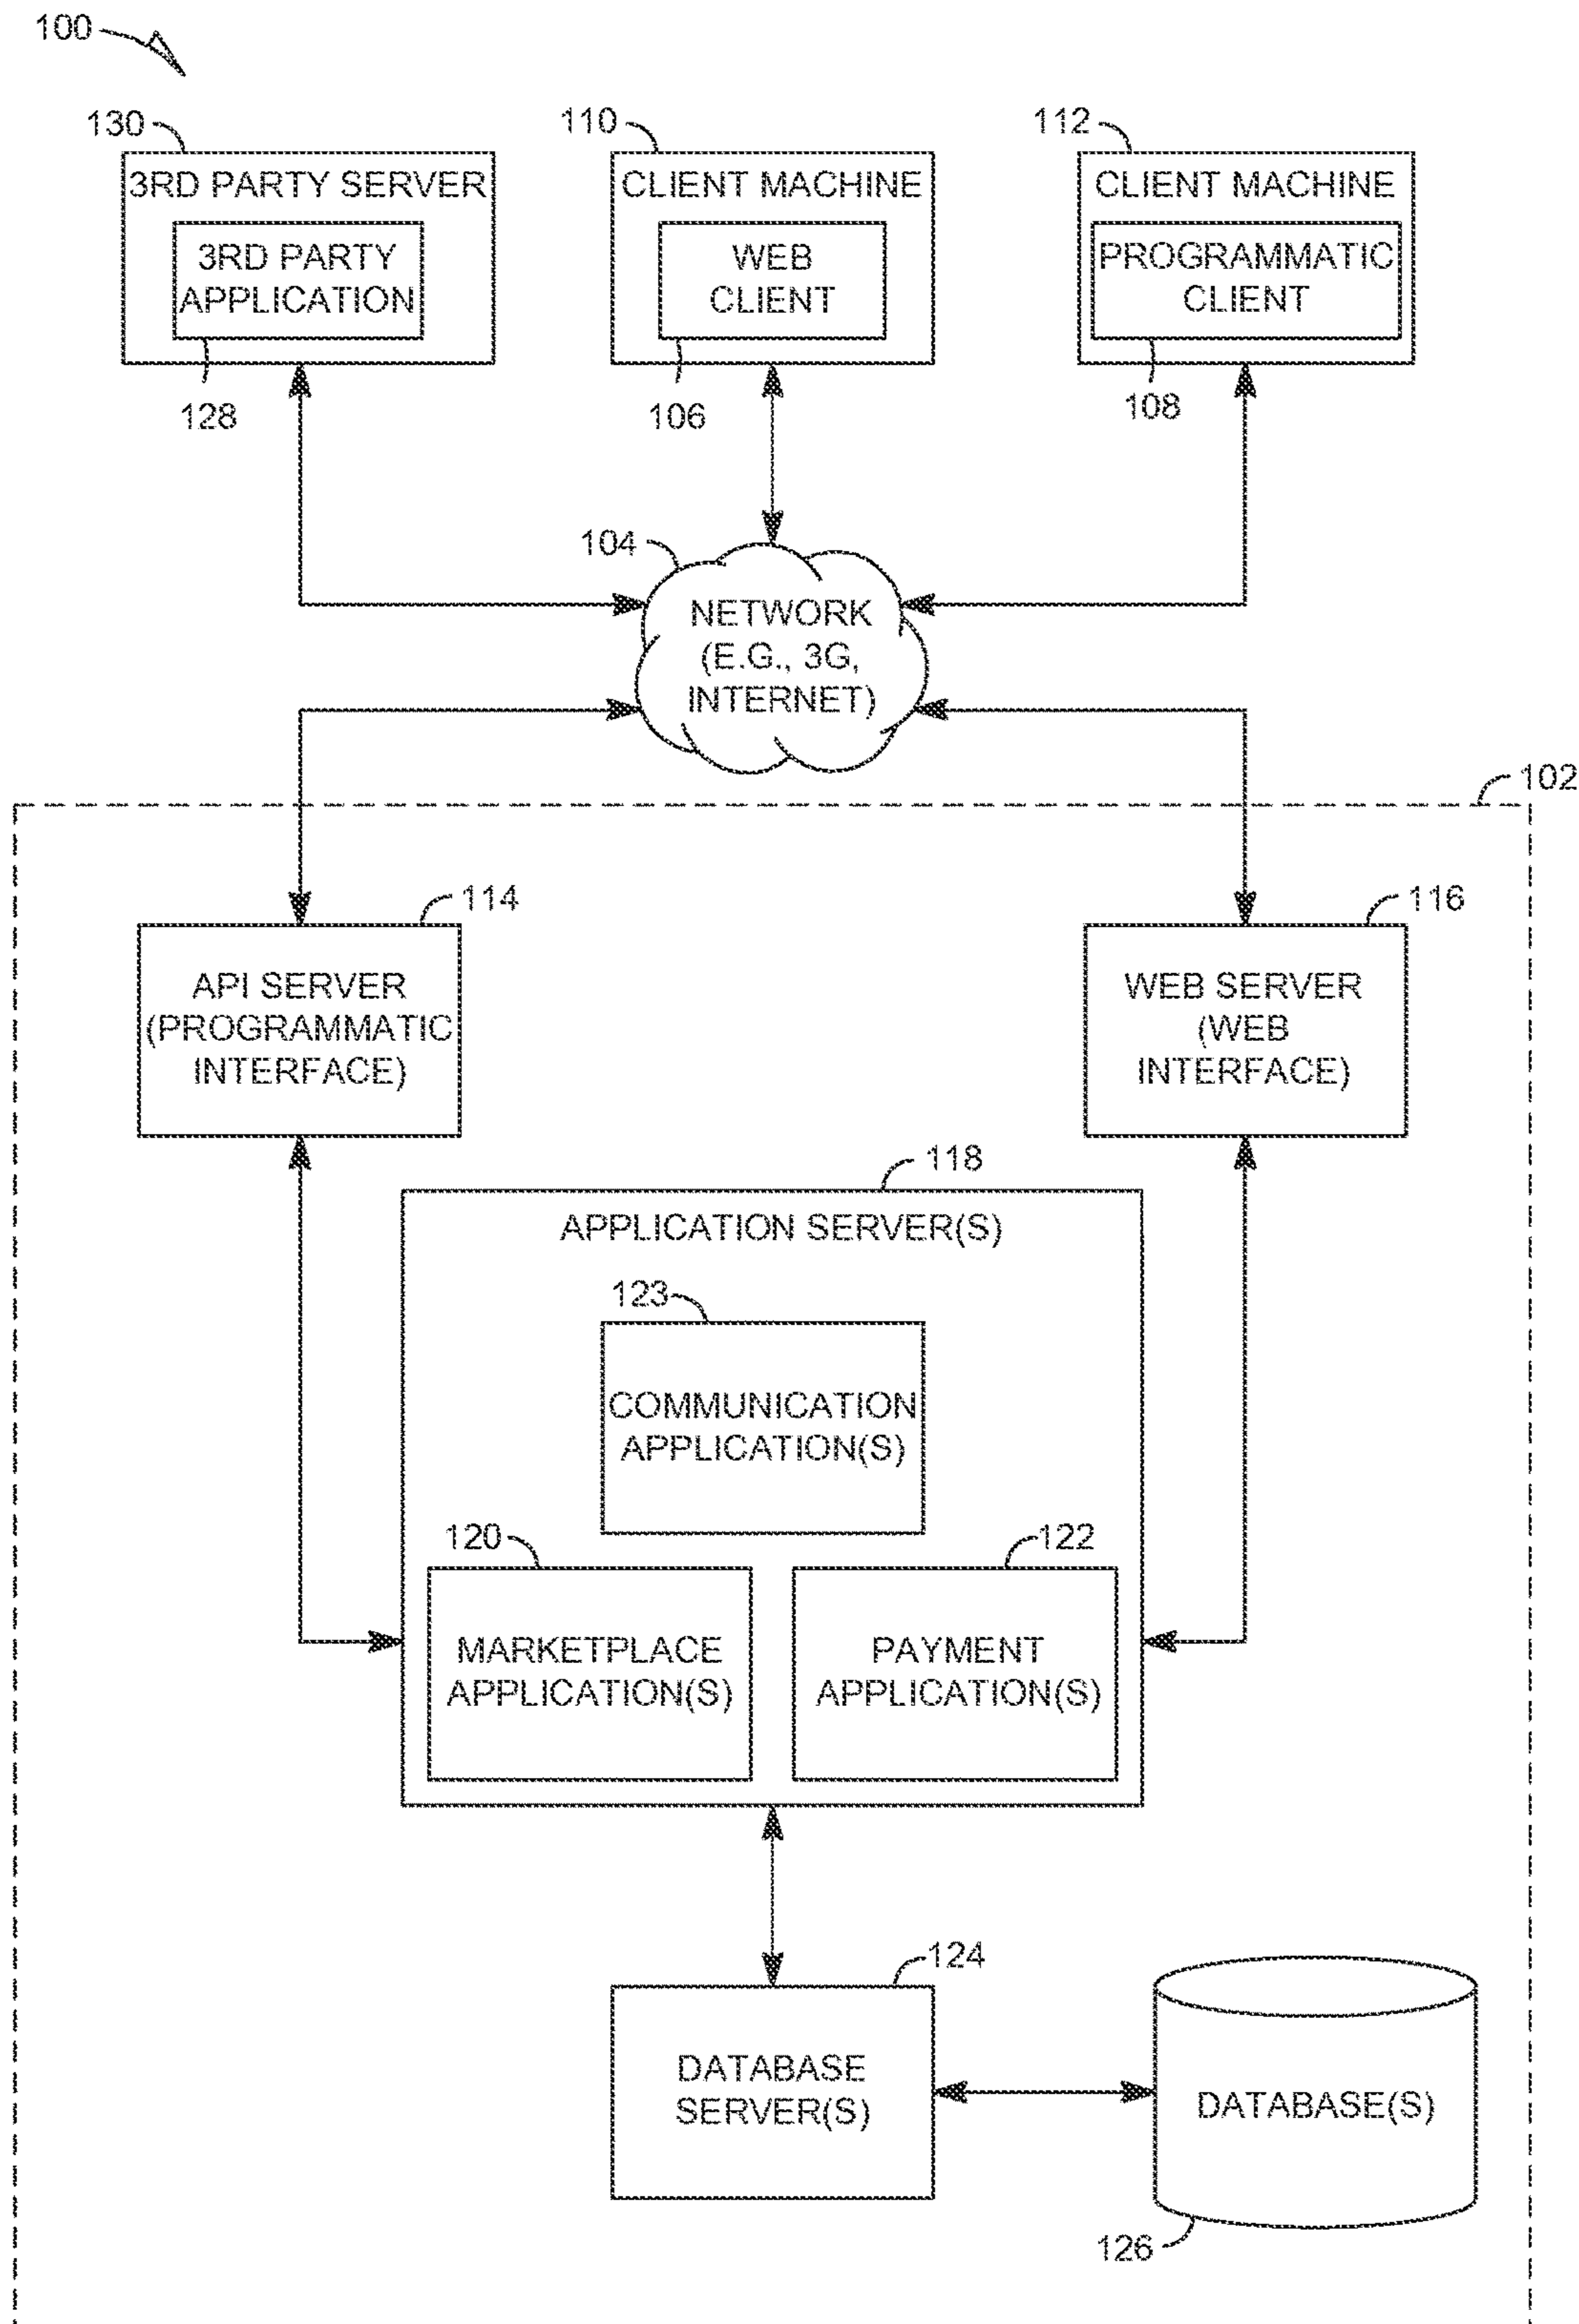 100
130
110
112
3RD PARTY SERVER
CLIENT MACHINE
CLIENT MACHINE
3RD PARTY
APPLICATION
WEB
CLIENT
PROGRAMMATIC
CLIENT
128
106
108
104
NETWORK
(E.G., 3G,
INTERNET)
102
114
116
API SERVER
(PROGRAMMATIC
INTERFACE)
WEB SERVER
(WEB
INTERFACE)
118
APPLICATION SERVER(S)
123
COMMUNICATION
APPLICATION(S)
120
122
MARKETPLACE
APPLICATION(S)
PAYMENT
APPLICATION(S)
124
DATABASE
SERVER(S)
DATABASE(S)
126